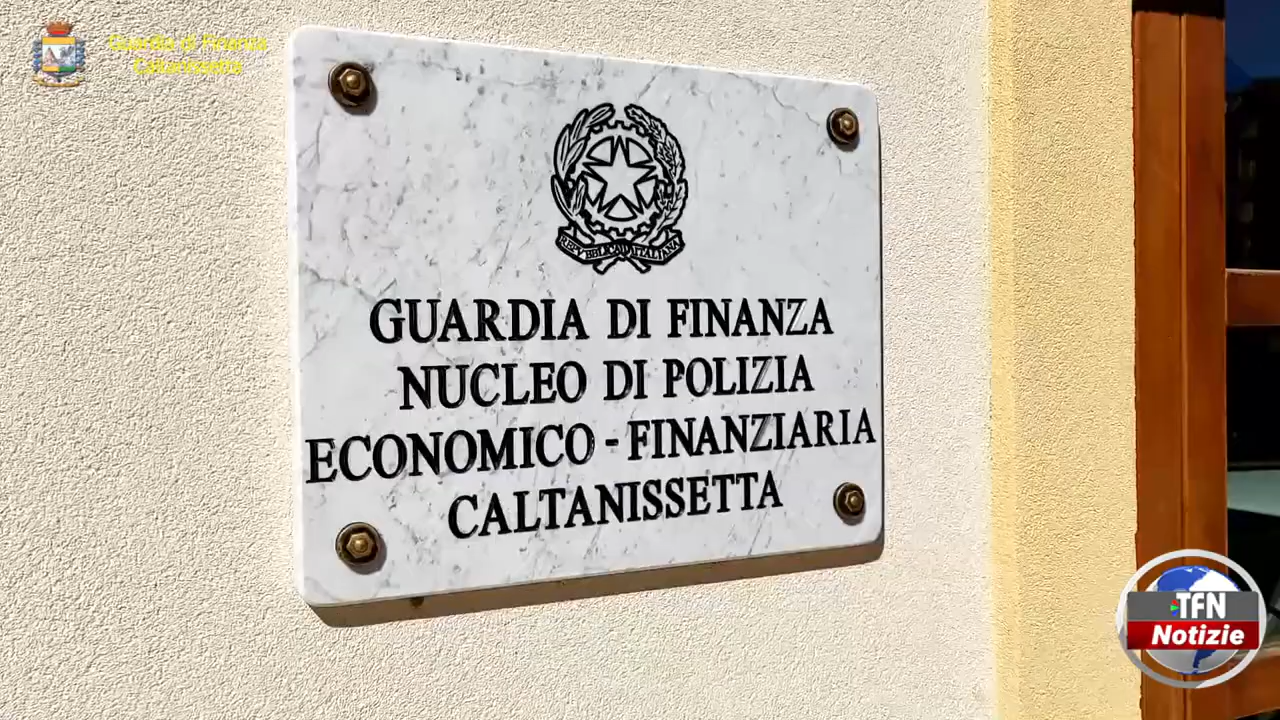 Guardia di Finanza
Caltanissetta
REPVBBLICA ITALIANA
GUARDIA DI FINANZA
NUCLEO DI POLIZIA
ECONOMICO - FINANZIARIA
CALTANISSETTA
TFN
Notizie